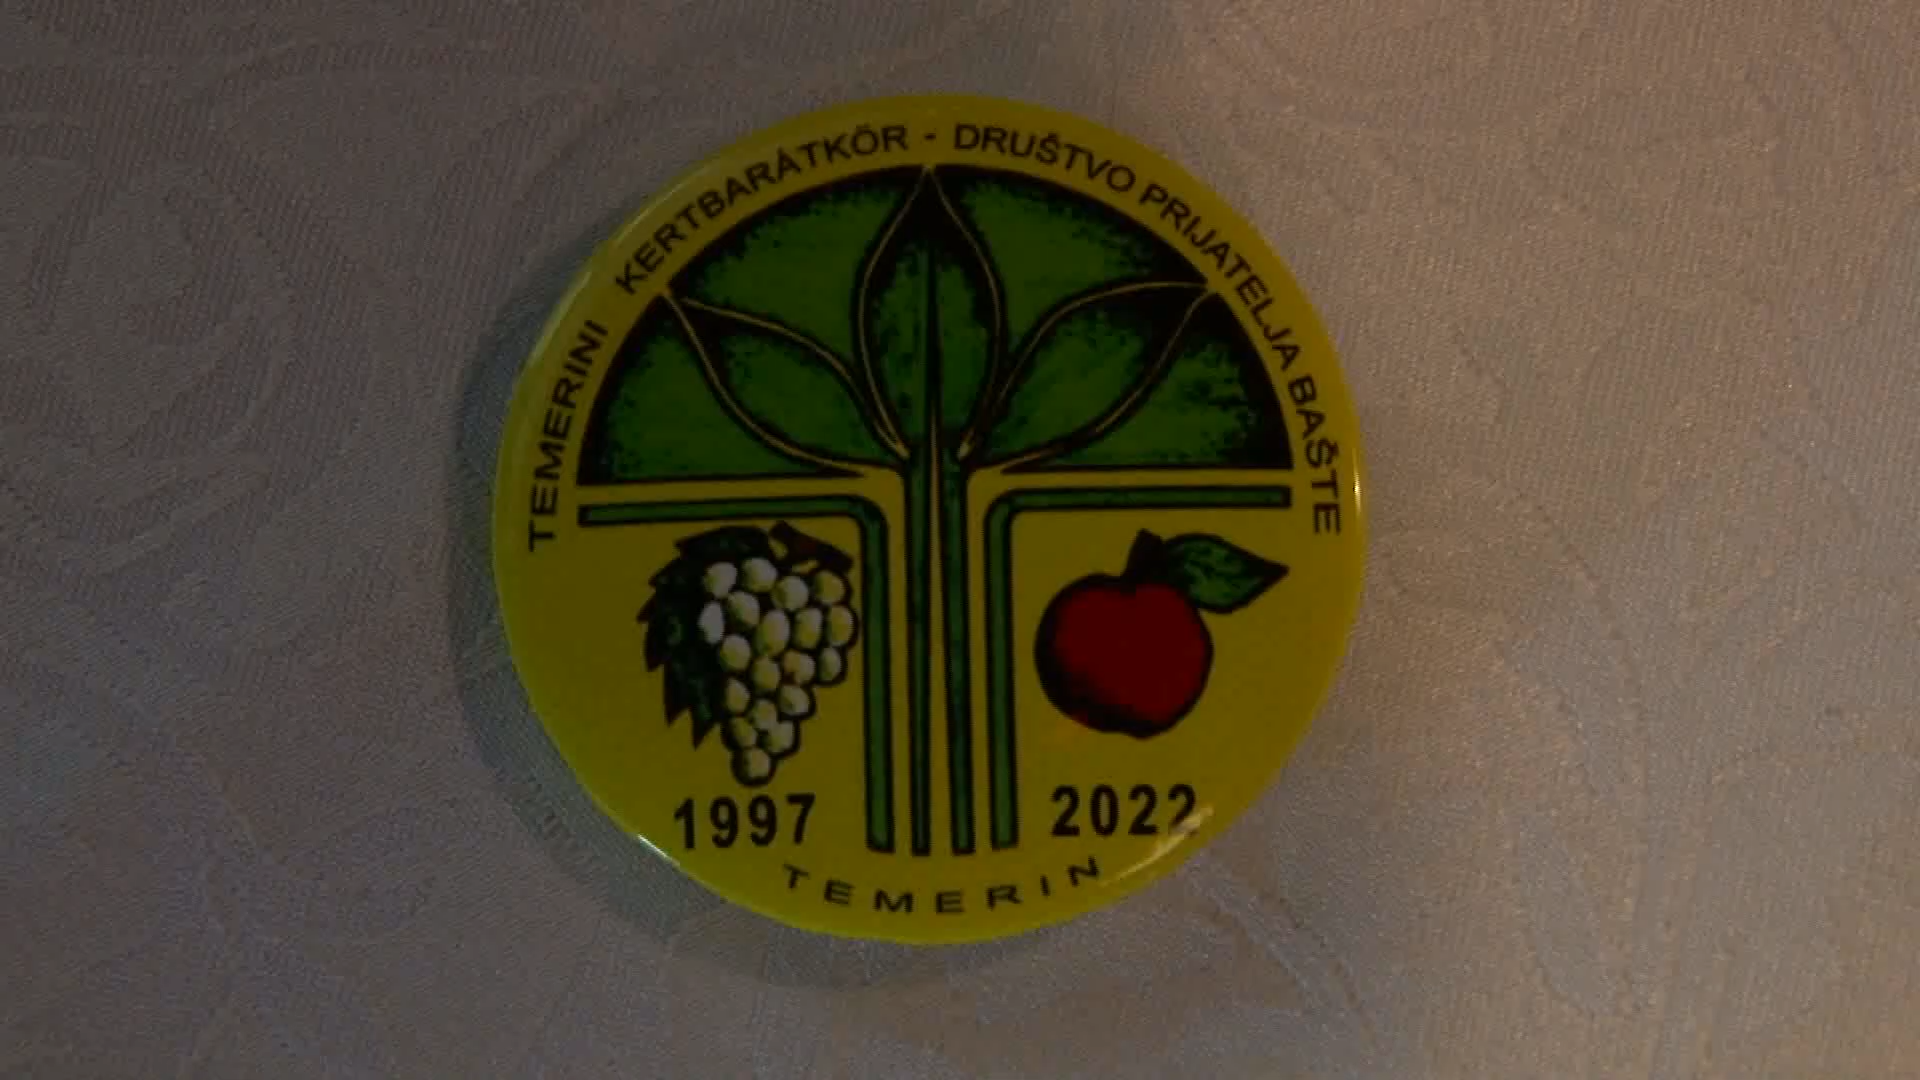 TEMERINI KERTBARÁTKÖR - DRUŠTVO PRIJATELJA BAŠTE
1997
2022
TEMERIN